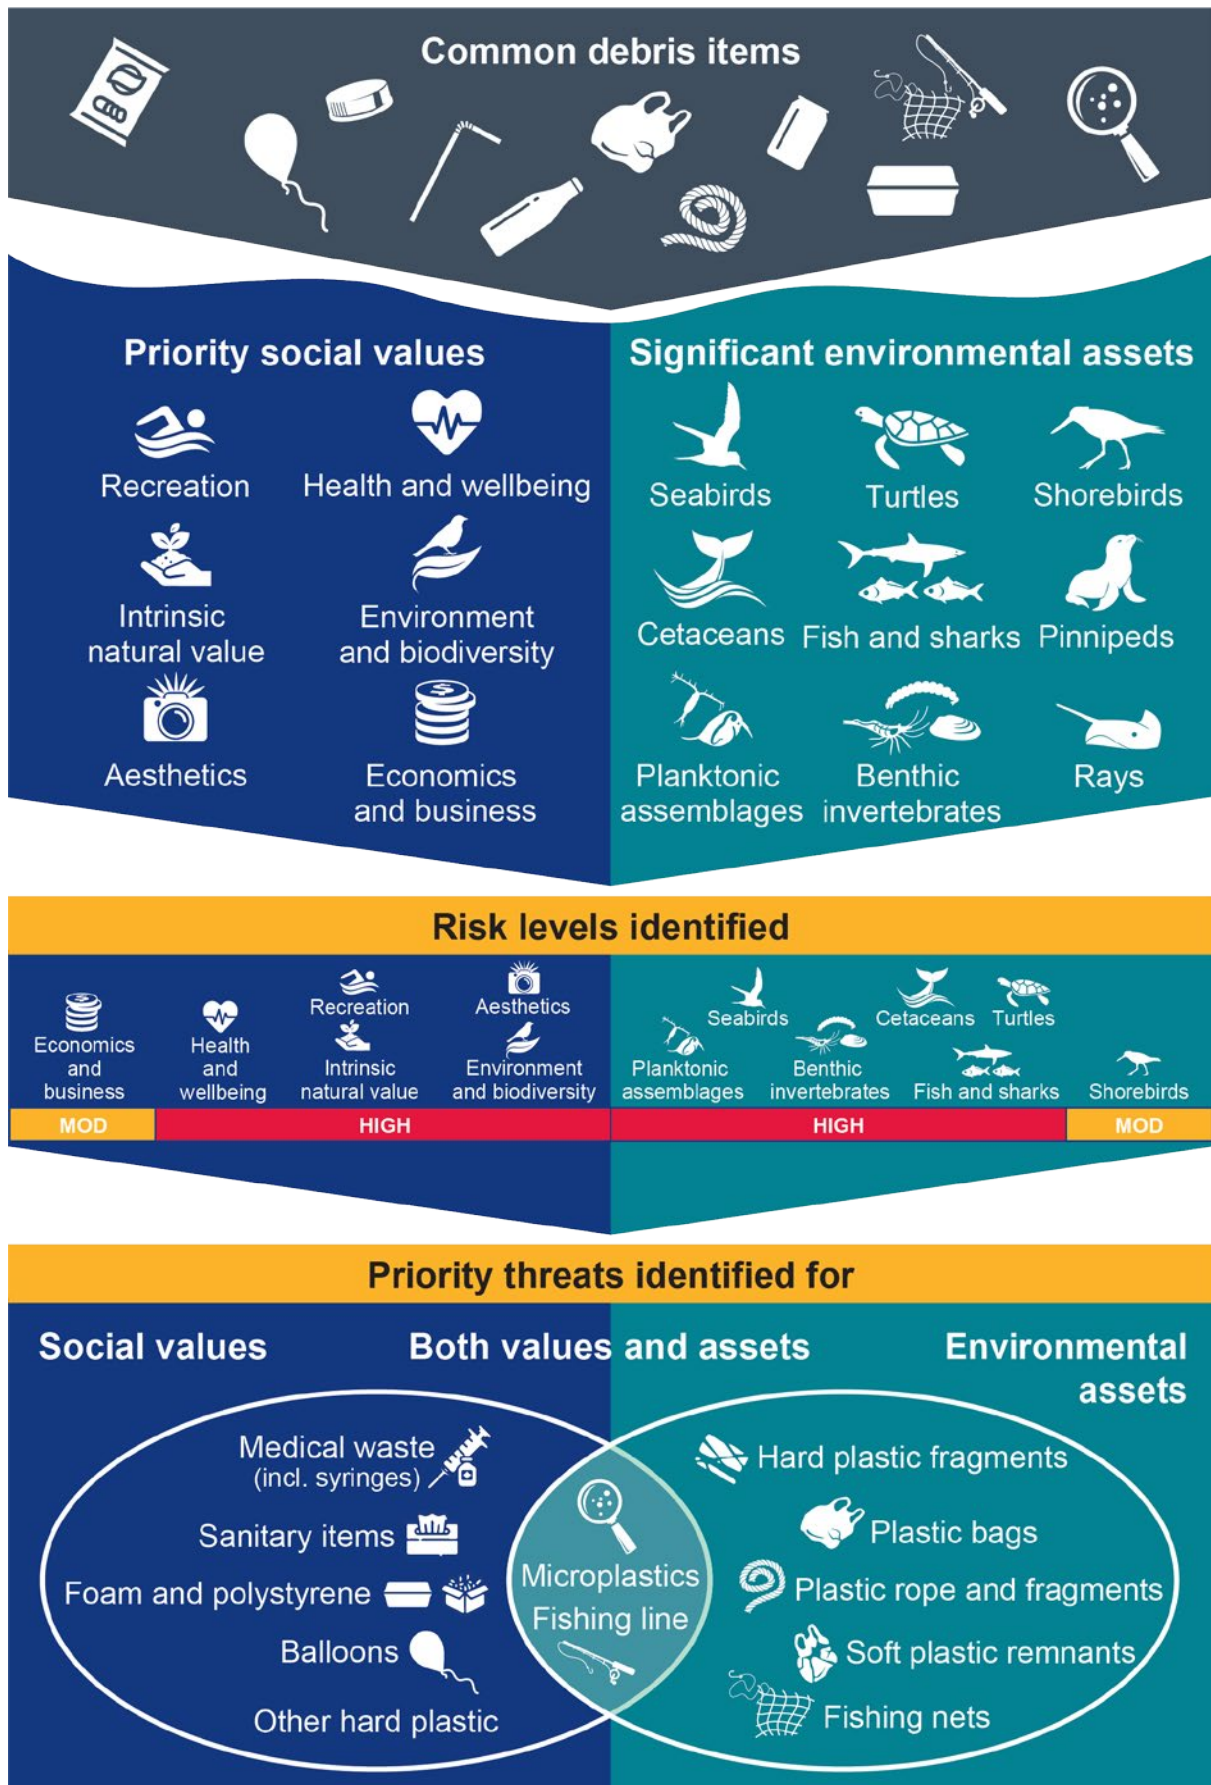 Common debris items
Priority social values
Recreation
Health and wellbeing
Intrinsic
natural value
Environment
and biodiversity
Aesthetics
Economics
and business
Significant environmental assets
Seabirds
Turtles
Shorebirds
Cetaceans
Fish and sharks
Pinnipeds
Planktonic
assemblages
Benthic
invertebrates
Rays
Risk levels identified
Economics
and
business
Health
and
wellbeing
Recreation
Intrinsic
natural value
Aesthetics
Environment
and biodiversity
Seabirds
Planktonic
assemblages
Benthic
invertebrates
Cetaceans
Turtles
Fish and sharks
Shorebirds
MOD
HIGH
HIGH
MOD
Priority threats identified for
Social values
Both values and assets
Environmental
assets
Medical waste
(incl. syringes)
Sanitary items
Foam and polystyrene
Balloons
Other hard plastic
Microplastics
Fishing line
Hard plastic fragments
Plastic bags
Plastic rope and fragments
Soft plastic remnants
Fishing nets